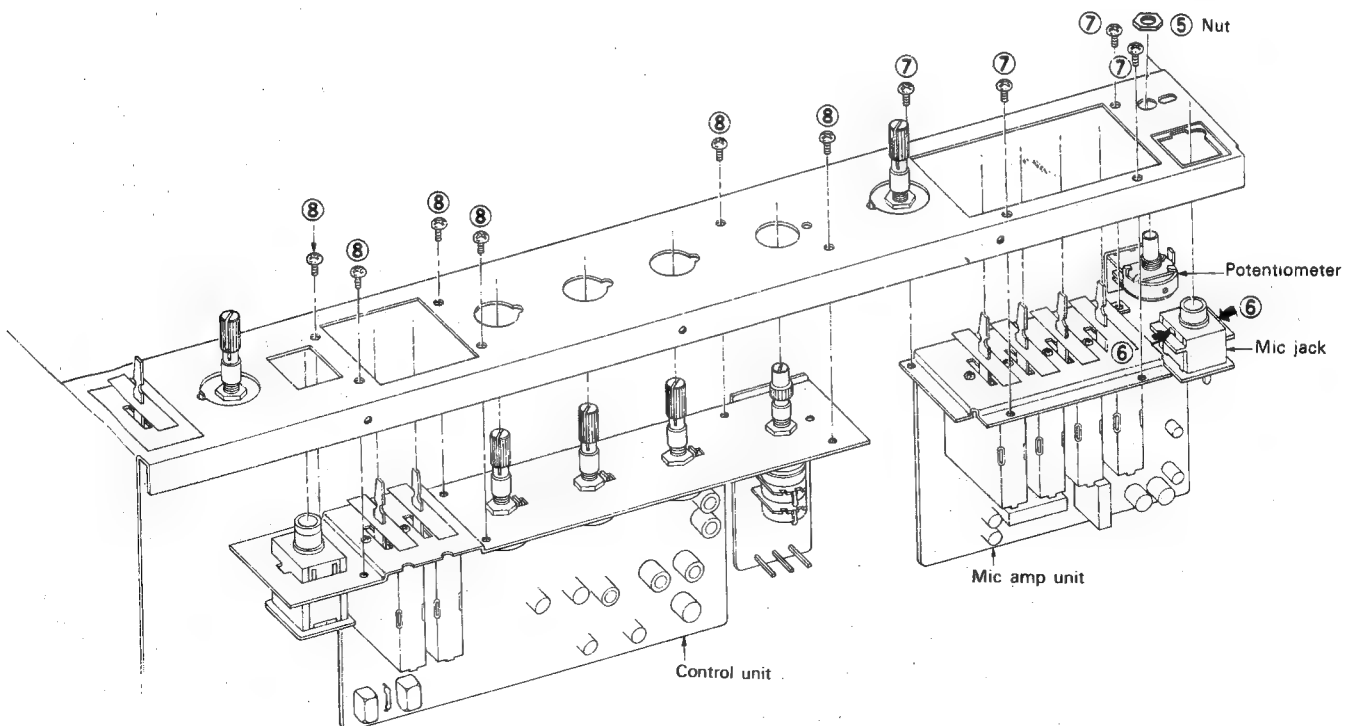 ⑦ ⑤ Nut
⑦ ⑦ ⑦
⑧ ⑧
⑧ ⑧ ⑧
⑧
Potentiometer
⑥
⑥ Mic jack
Mic amp unit
Control unit